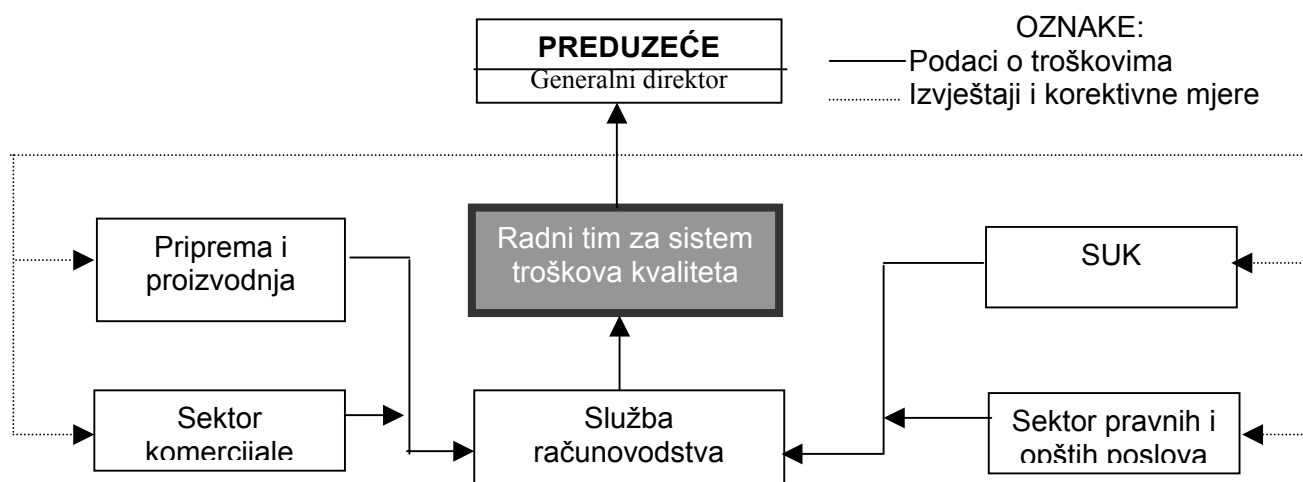 PREDUZEĆE
Generalni direktor
OZNAKE:
Podaci o troškovima
Izvještaji i korektivne mjere
Priprema i
proizvodnja
Radni tim za sistem
troškova kvaliteta
SUK
Sektor
komercijale
Služba
računovodstva
Sektor pravnih i
opštih poslova